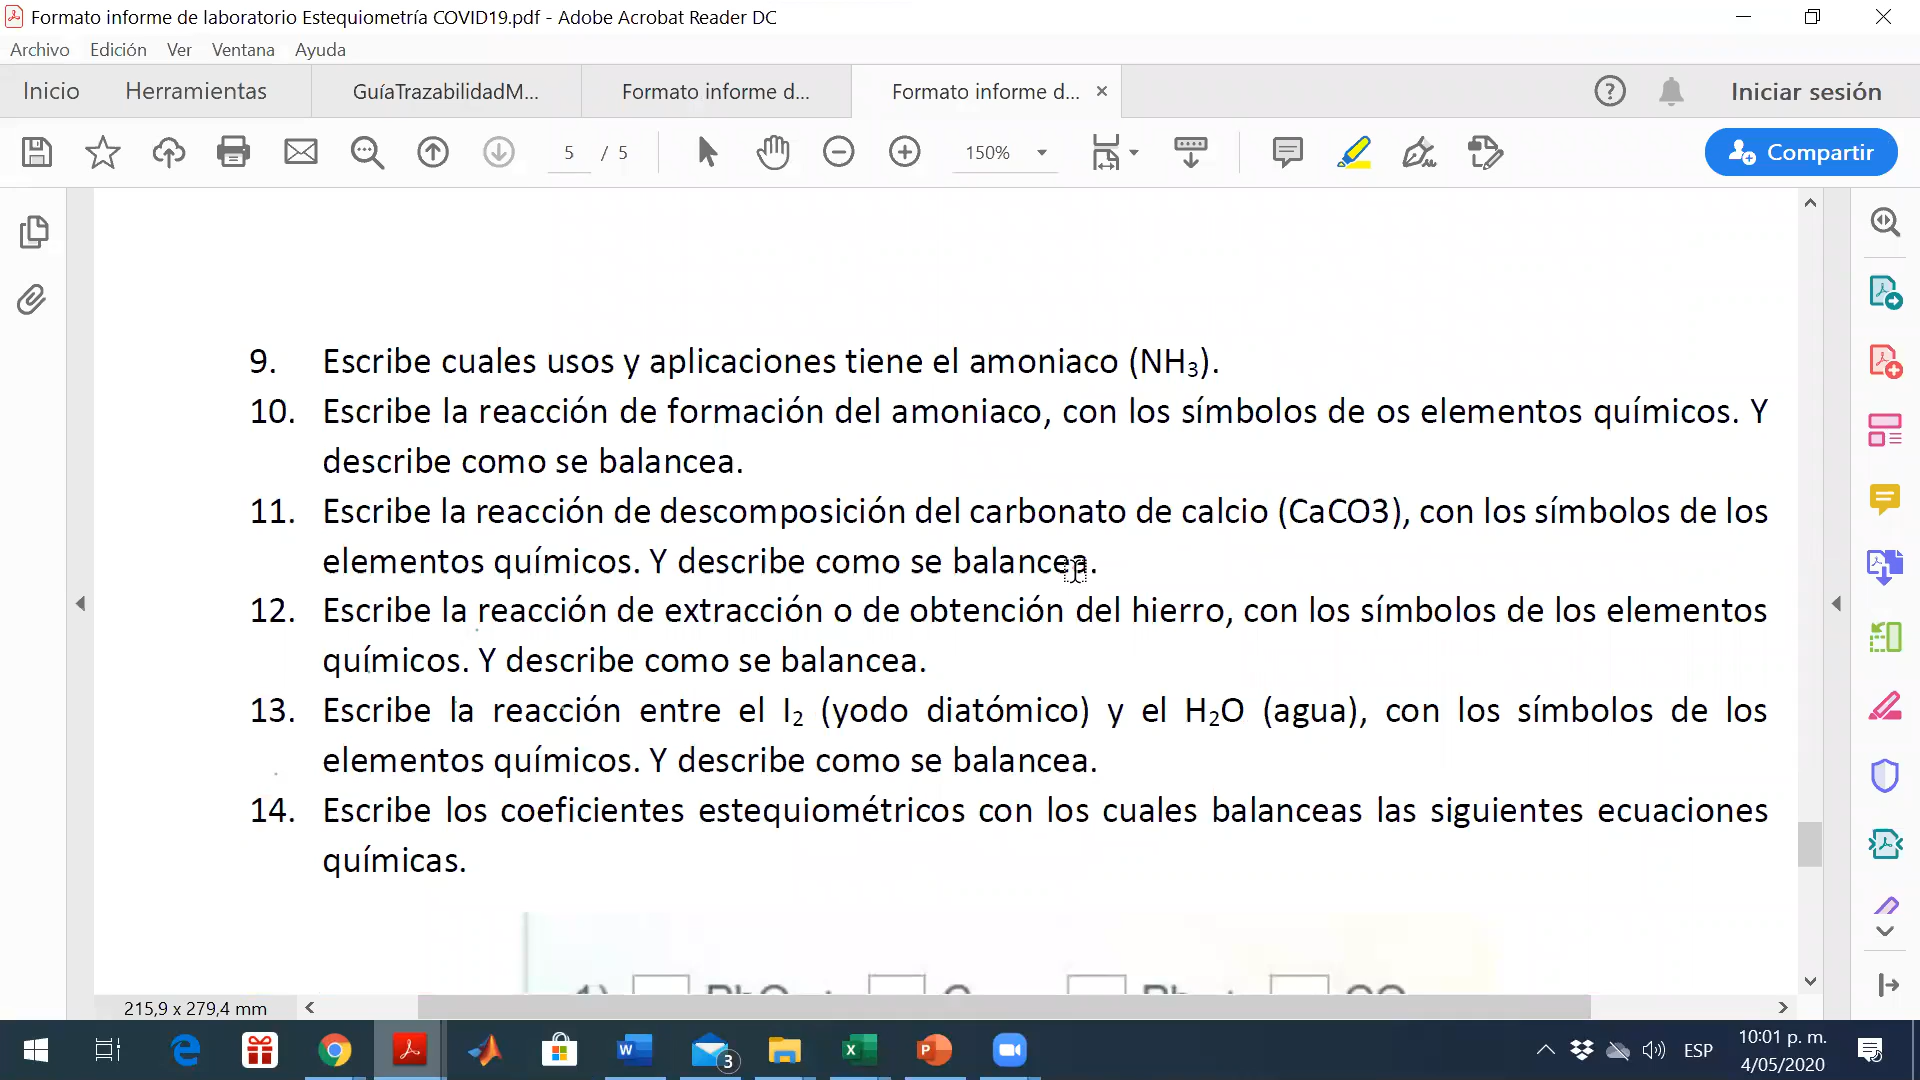 Formato informe de laboratorio Estequiometría COVID19.pdf - Adobe Acrobat Reader DC
Archivo Edición Ver Ventana Ayuda
Inicio Herramientas GuíaTrazabilidadM... Formato informe d... Formato informe d... Iniciar sesión
5 / 5 150% Compartir
9. Escribe cuales usos y aplicaciones tiene el amoniaco (NH₃).
10. Escribe la reacción de formación del amoniaco, con los símbolos de os elementos químicos. Y
describe como se balancea.
11. Escribe la reacción de descomposición del carbonato de calcio (CaCO3), con los símbolos de los
elementos químicos. Y describe como se balancea.
12. Escribe la reacción de extracción o de obtención del hierro, con los símbolos de los elementos
químicos. Y describe como se balancea.
13. Escribe la reacción entre el I₂ (yodo diatómico) y el H₂O (agua), con los símbolos de los
elementos químicos. Y describe como se balancea.
14. Escribe los coeficientes estequiométricos con los cuales balanceas las siguientes ecuaciones
químicas.
215,9 x 279,4 mm
3 ESP 10:01 p. m.
4/05/2020